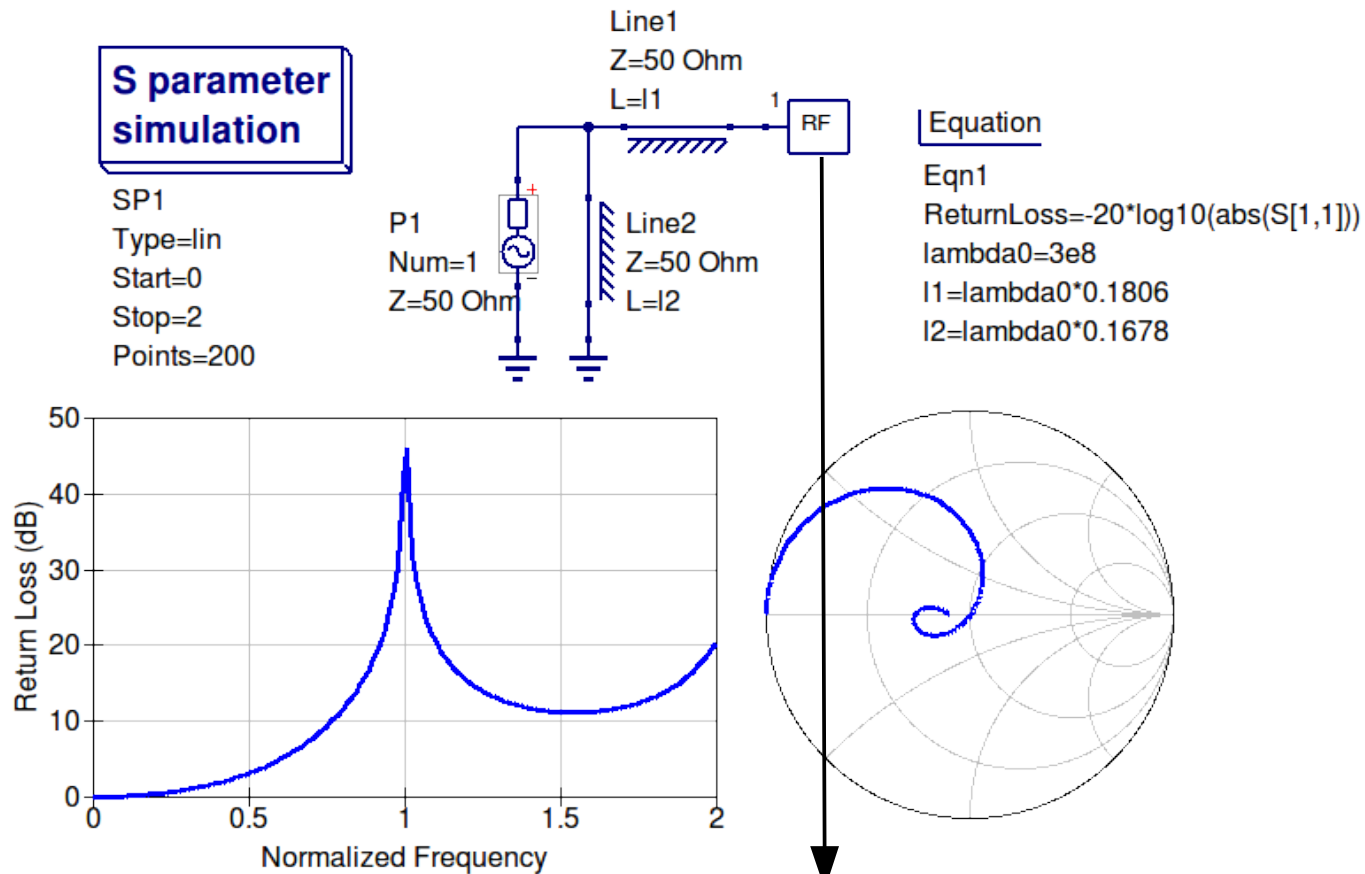 S parameter
simulation
SP1
Type=lin
Start=0
Stop=2
Points=200
Line1
Z=50 Ohm
L=l1
1
RF
+
P1
Num=1
Z=50 Ohm
−
Line2
Z=50 Ohm
L=l2
Equation
Eqn1
ReturnLoss=-20*log10(abs(S[1,1]))
lambda0=3e8
l1=lambda0*0.1806
l2=lambda0*0.1678
Return Loss (dB)
50
40
30
20
10
0
0 0.5 1 1.5 2
Normalized Frequency